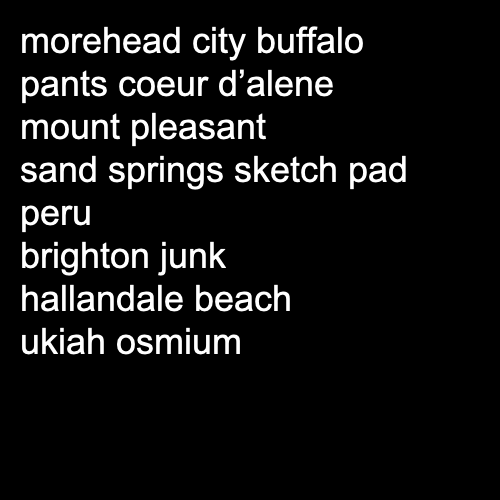 morehead city buffalo
pants coeur d’alene
mount pleasant
sand springs sketch pad
peru
brighton junk
hallandale beach
ukiah osmium